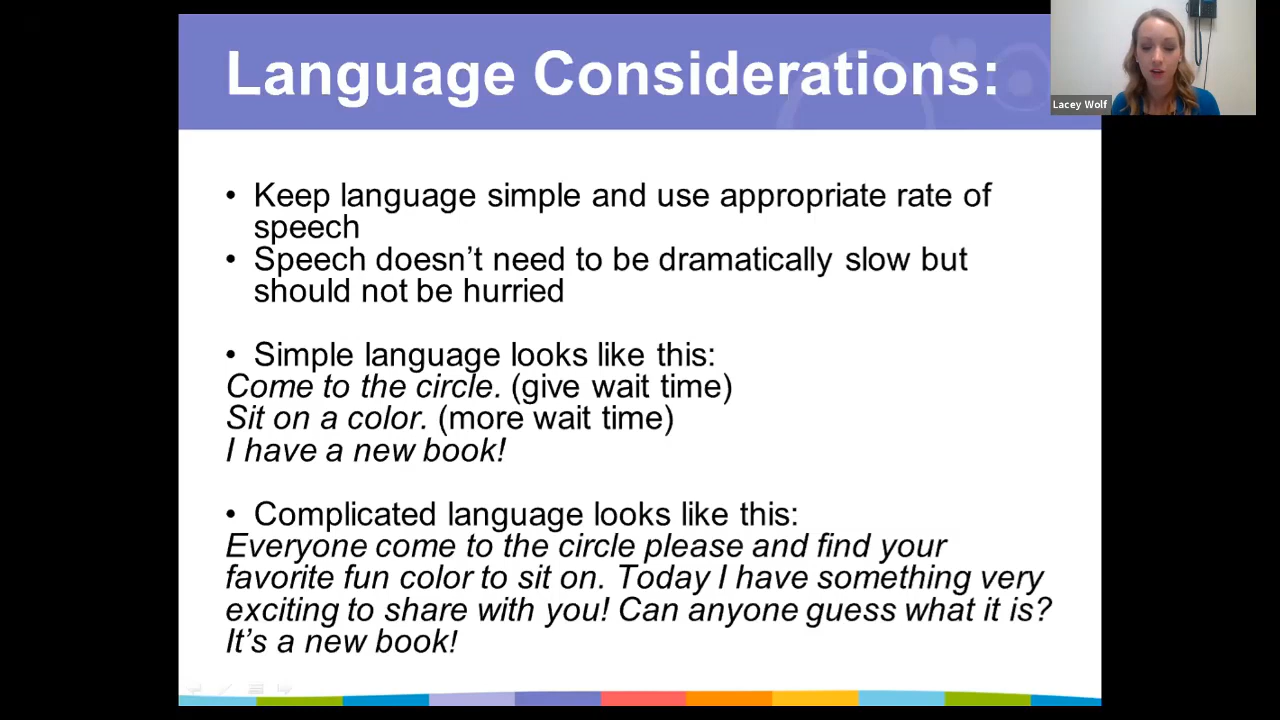 Language Considerations:
Lacey Wolf
• Keep language simple and use appropriate rate of
speech
• Speech doesn't need to be dramatically slow but
should not be hurried
• Simple language looks like this:
Come to the circle. (give wait time)
Sit on a color. (more wait time)
I have a new book!
• Complicated language looks like this:
Everyone come to the circle please and find your
favorite fun color to sit on. Today I have something very
exciting to share with you! Can anyone guess what it is?
It's a new book!